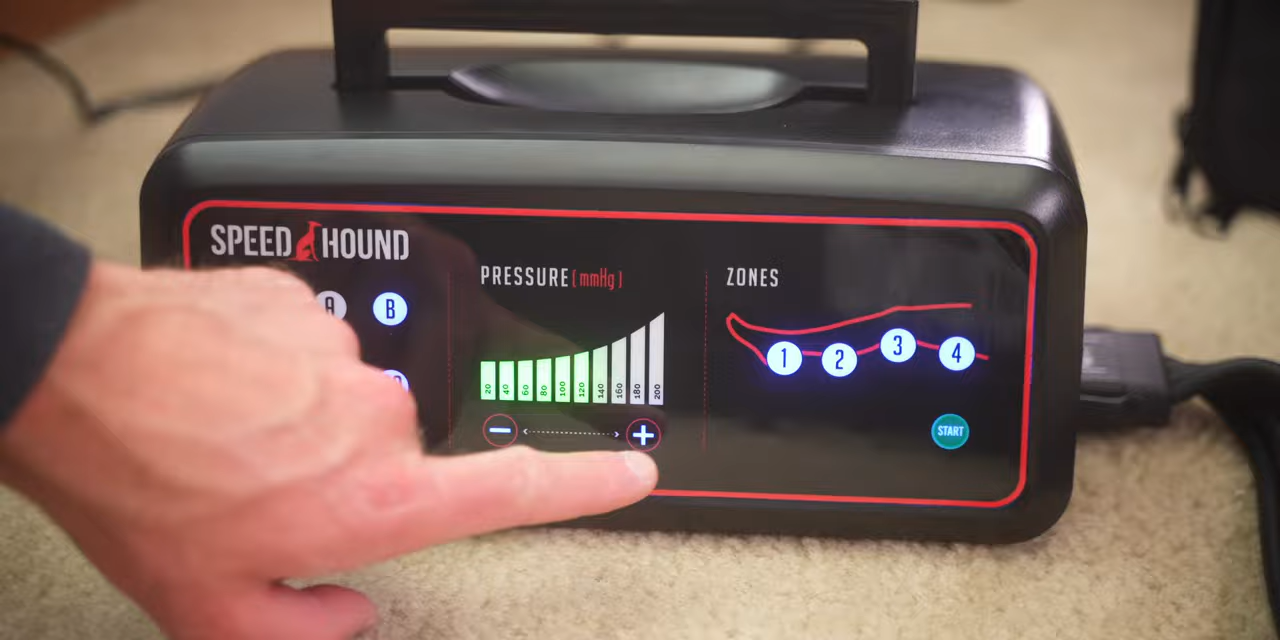 SPEED HOUND
PRESSURE [mmHg]
ZONES
A B
20 40 60 80 100 120 140 160 180 200
1 2 3 4
START